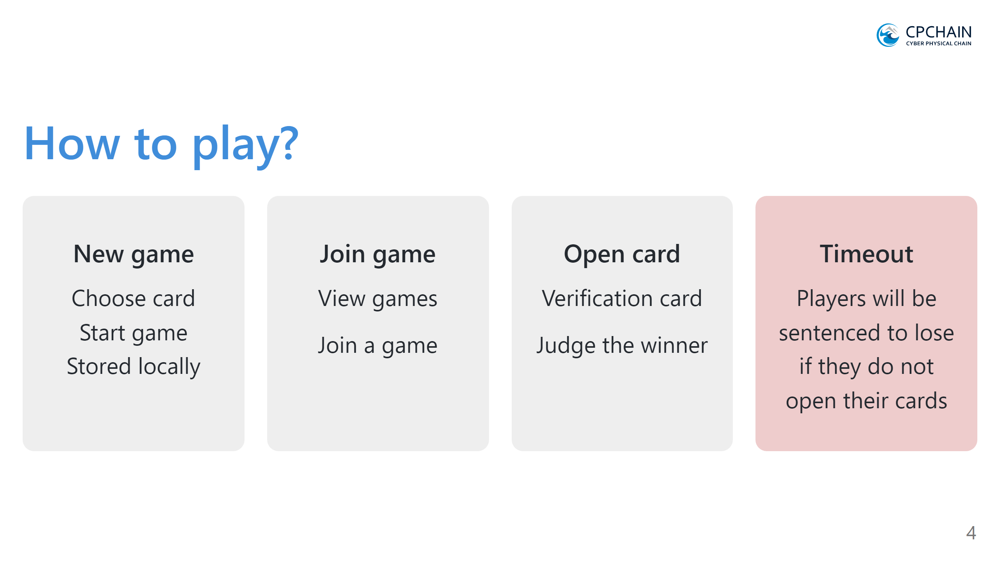 CPCHAIN
CYBER PHYSICAL CHAIN
How to play?
New game
Choose card
Start game
Stored locally
Join game
View games
Join a game
Open card
Verification card
Judge the winner
Timeout
Players will be
sentenced to lose
if they do not
open their cards
4